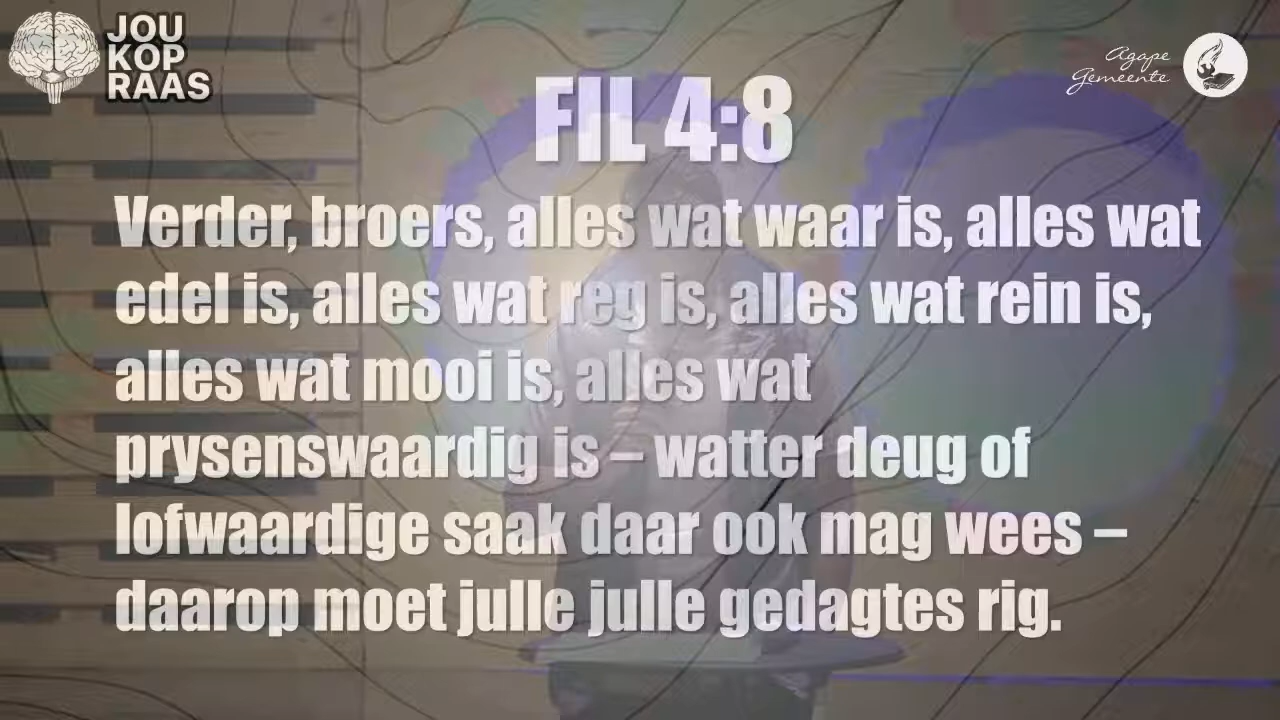 JOU
KOP
RAAS
Agape
Gemeente
FIL 4:8
Verder, broers, alles wat waar is, alles wat
edel is, alles wat reg is, alles wat rein is,
alles wat mooi is, alles wat
prysenswaardig is – watter deug of
lofwaardige saak daar ook mag wees –
daarop moet julle julle gedagtes rig.